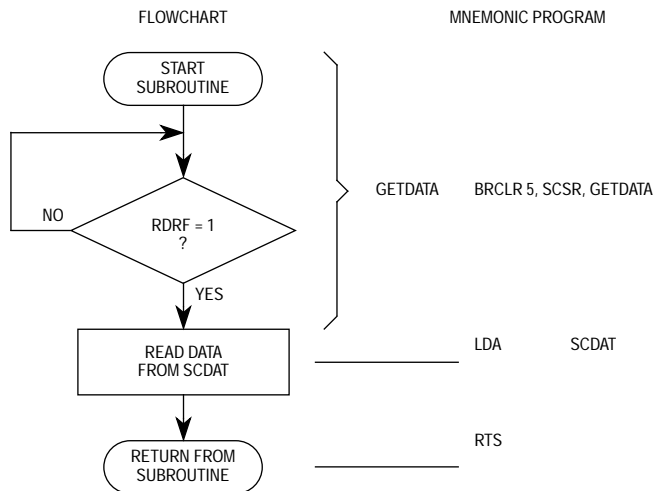 FLOWCHART
MNEMONIC PROGRAM
START
SUBROUTINE
GETDATA BRCLR 5, SCSR, GETDATA
NO
RDRF = 1
?
YES
READ DATA
FROM SCDAT
LDA SCDAT
RETURN FROM
SUBROUTINE
RTS